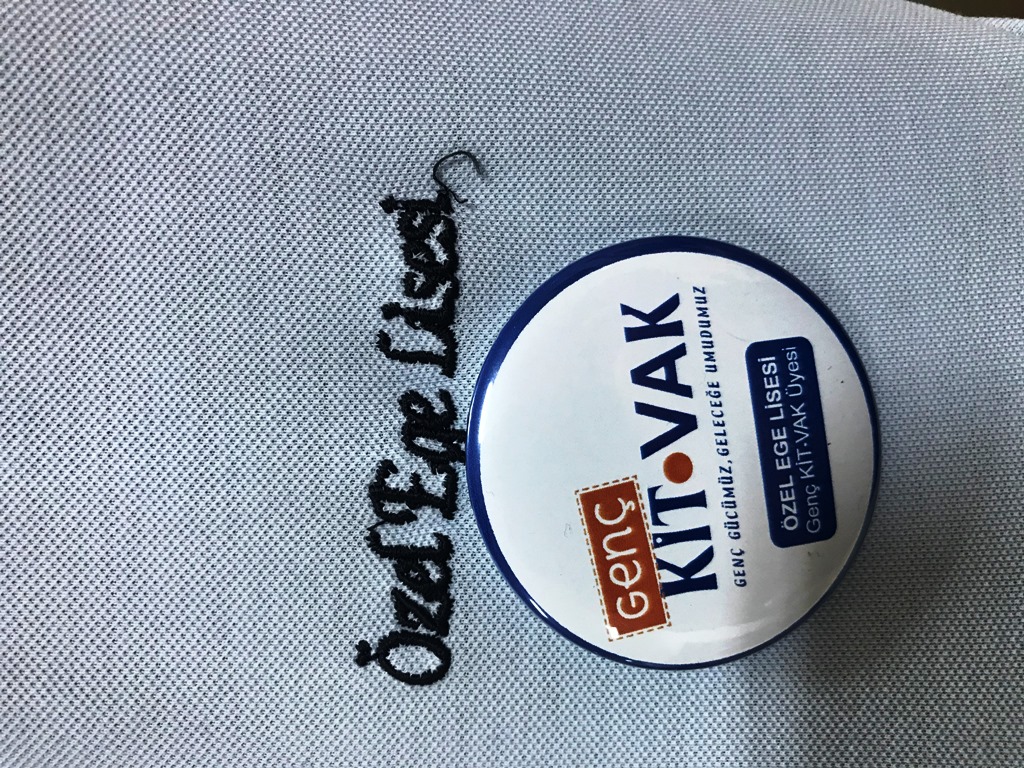 Özel Ege Lisesi
Genç
KİT•VAK
GENÇ GÜCÜMÜZ, GELECEĞE UMUDUMUZ
ÖZEL EGE LİSESİ
Genç KİT•VAK Üyesi